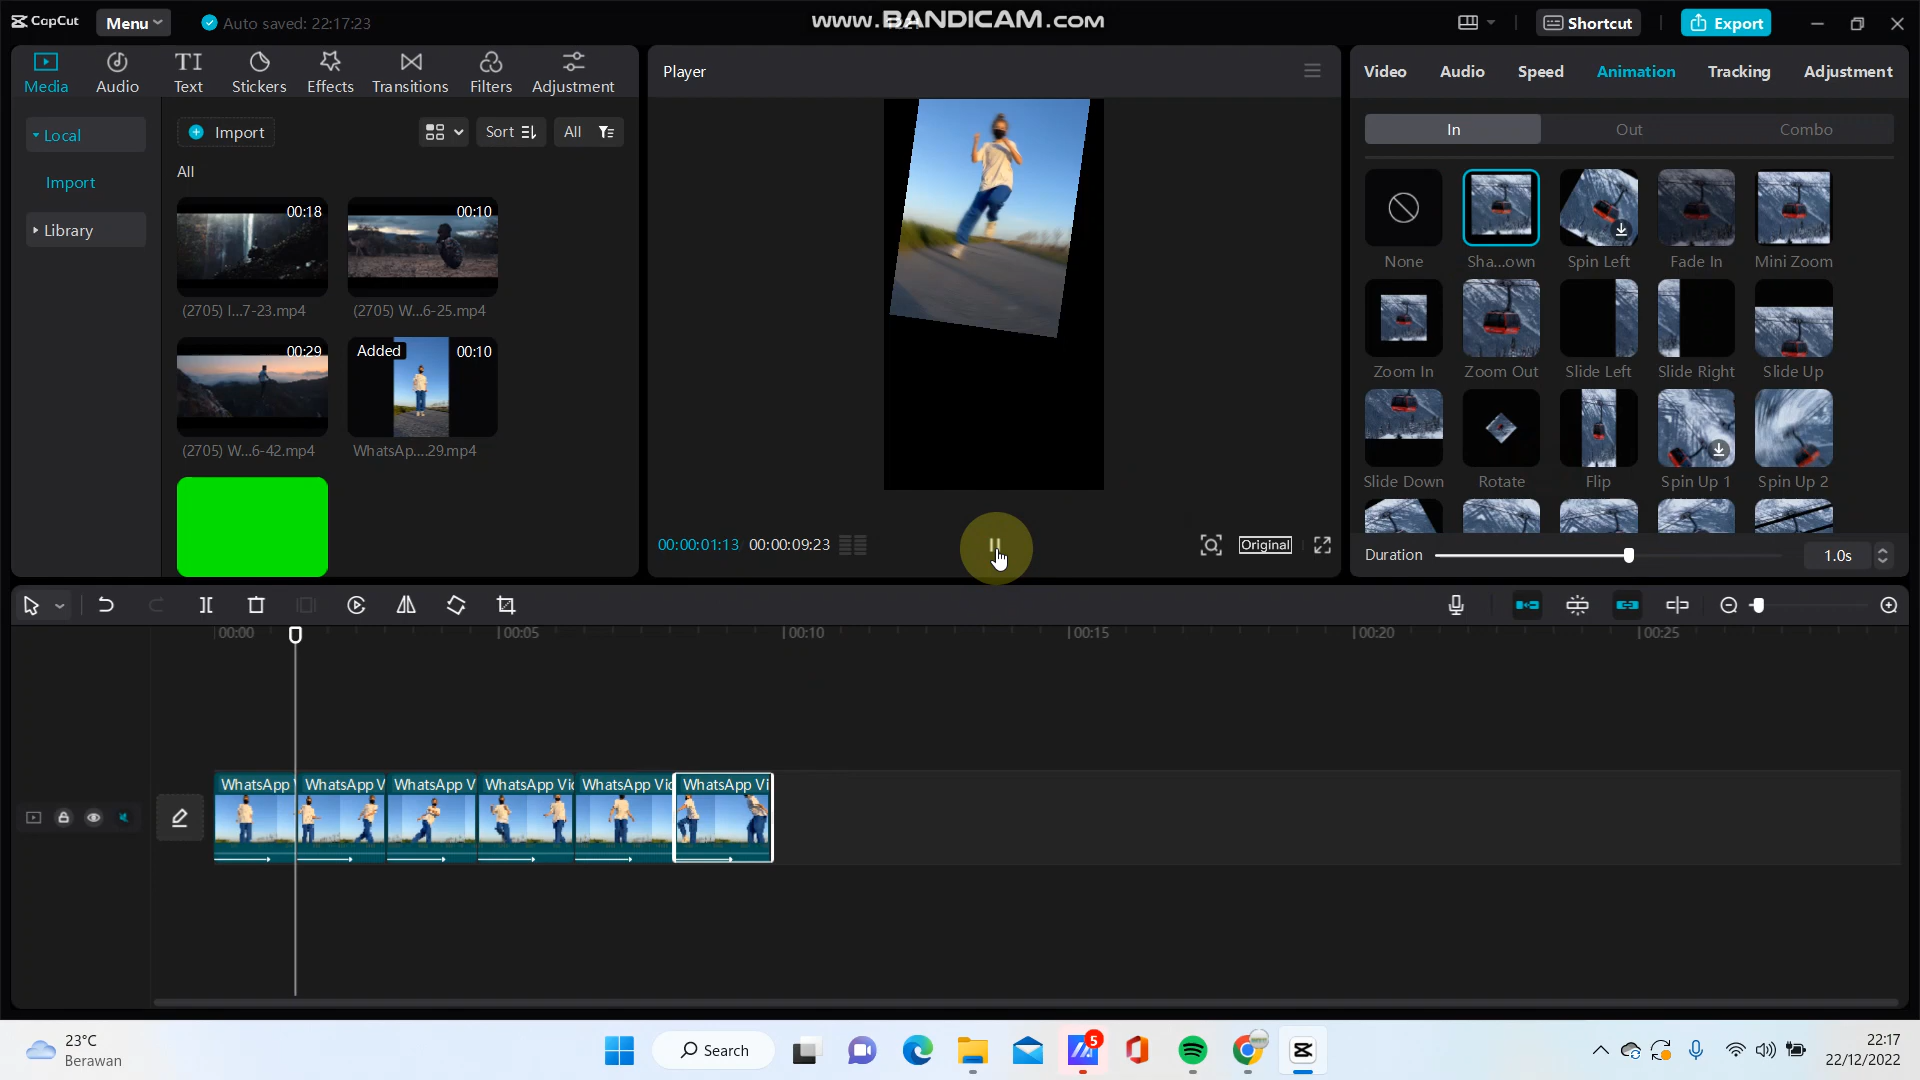 CapCut
Menu
Auto saved: 22:17:23
www.BANDICAM.com
Shortcut
Export
Media
Audio
Text
Stickers
Effects
Transitions
Filters
Adjustment
Local
Import
Library
Import
Sort
All
All
00:18
(2705) I...7-23.mp4
00:10
(2705) W...6-25.mp4
00:29
(2705) W...6-42.mp4
Added
00:10
WhatsAp....29.mp4
Player
00:00:01:13
00:00:09:23
Original
Video
Audio
Speed
Animation
Tracking
Adjustment
In
Out
Combo
None
Sha...own
Spin Left
Fade In
Mini Zoom
Zoom In
Zoom Out
Slide Left
Slide Right
Slide Up
Slide Down
Rotate
Flip
Spin Up 1
Spin Up 2
Duration
1.0s
00:00
00:05
00:10
00:15
00:20
00:25
WhatsApp
WhatsApp V
WhatsApp V
WhatsApp Vi
WhatsApp Vi
WhatsApp Vi
23°C
Berawan
Search
5
22:17
22/12/2022